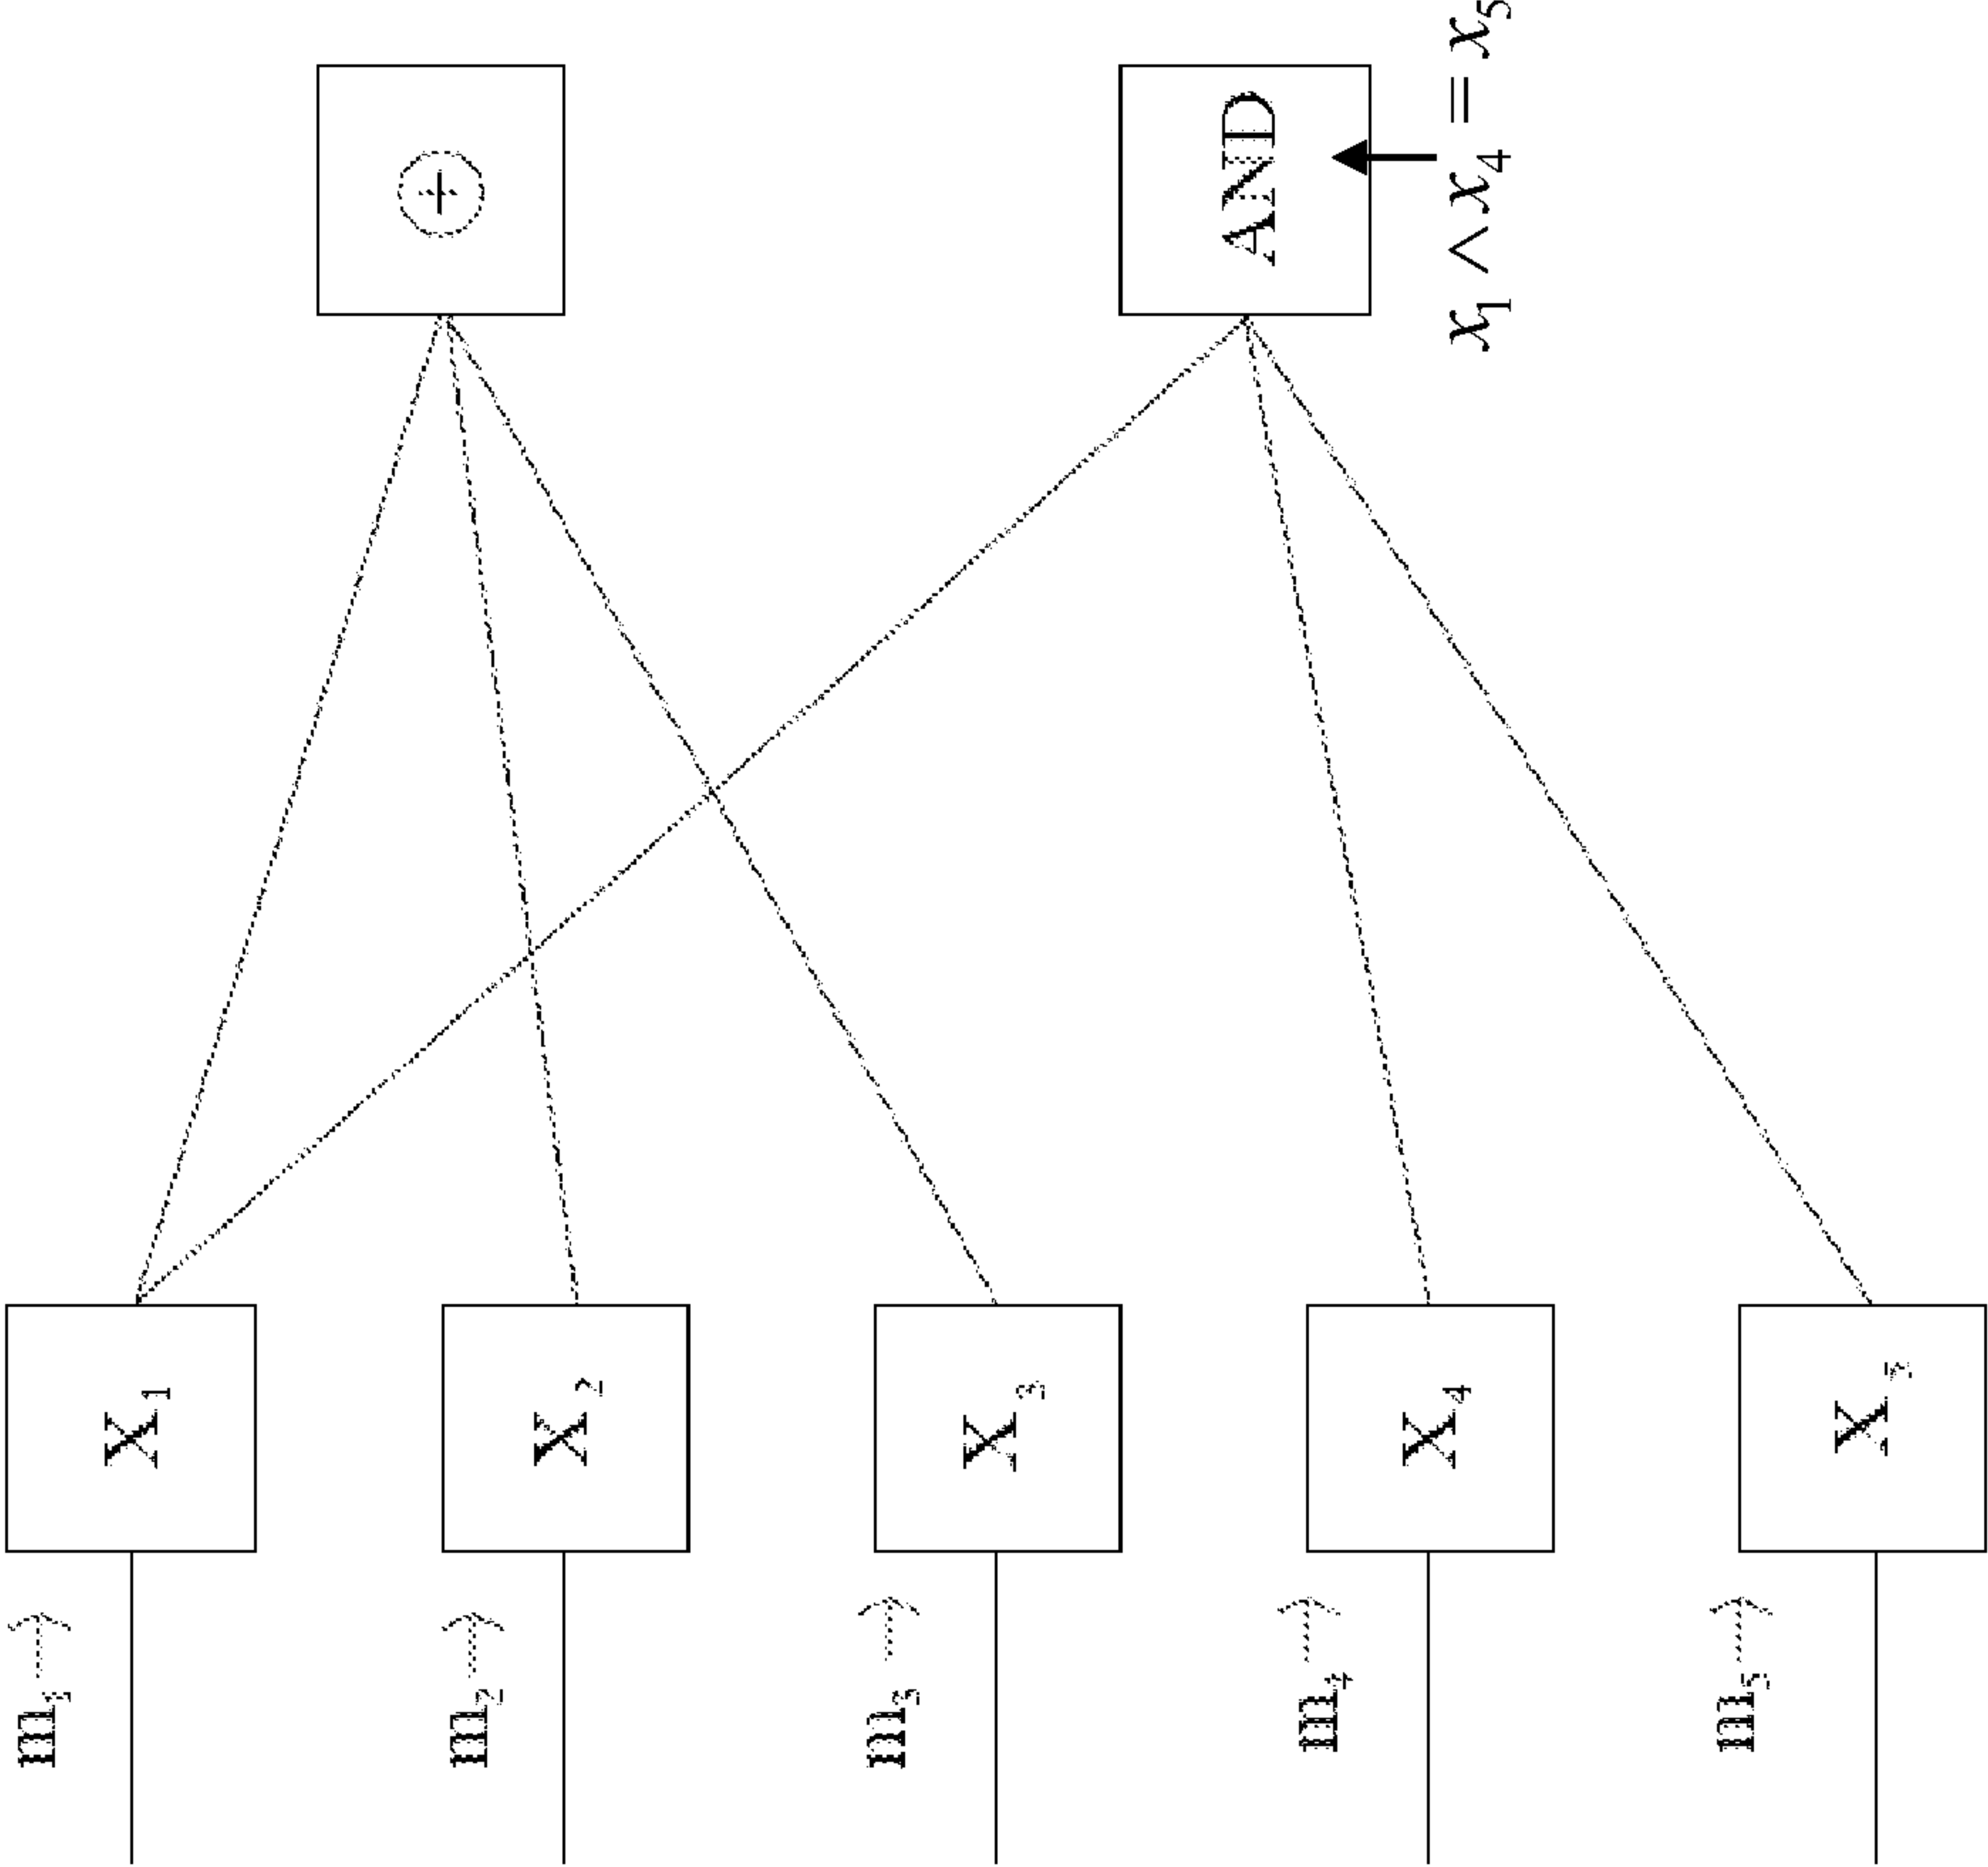 +
AND
x₁ ∧ x₄ = x₅
X₁
X₂
X₃
X₄
X₅
m₁
m₂
m₃
m₄
m₅